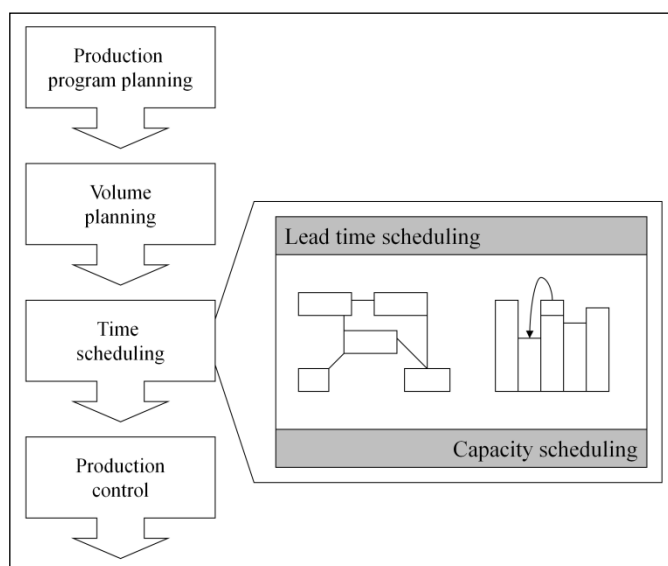 Production
program planning
Volume
planning
Time
scheduling
Production
control
Lead time scheduling
Capacity scheduling